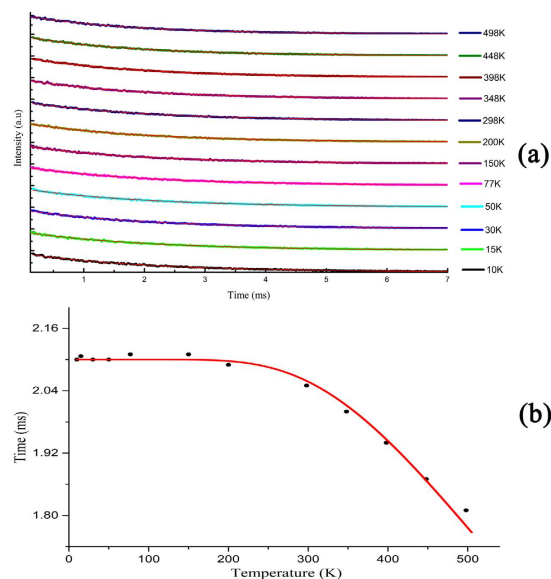 498K
448K
398K
348K
298K
200K
150K
77K
50K
30K
15K
10K
(a)
Intensity (a.u)
1 2 3 4 5 6 7
Time (ms)
2.16
2.04
1.92
1.80
Time (ms)
(b)
0 100 200 300 400 500
Temperature (K)